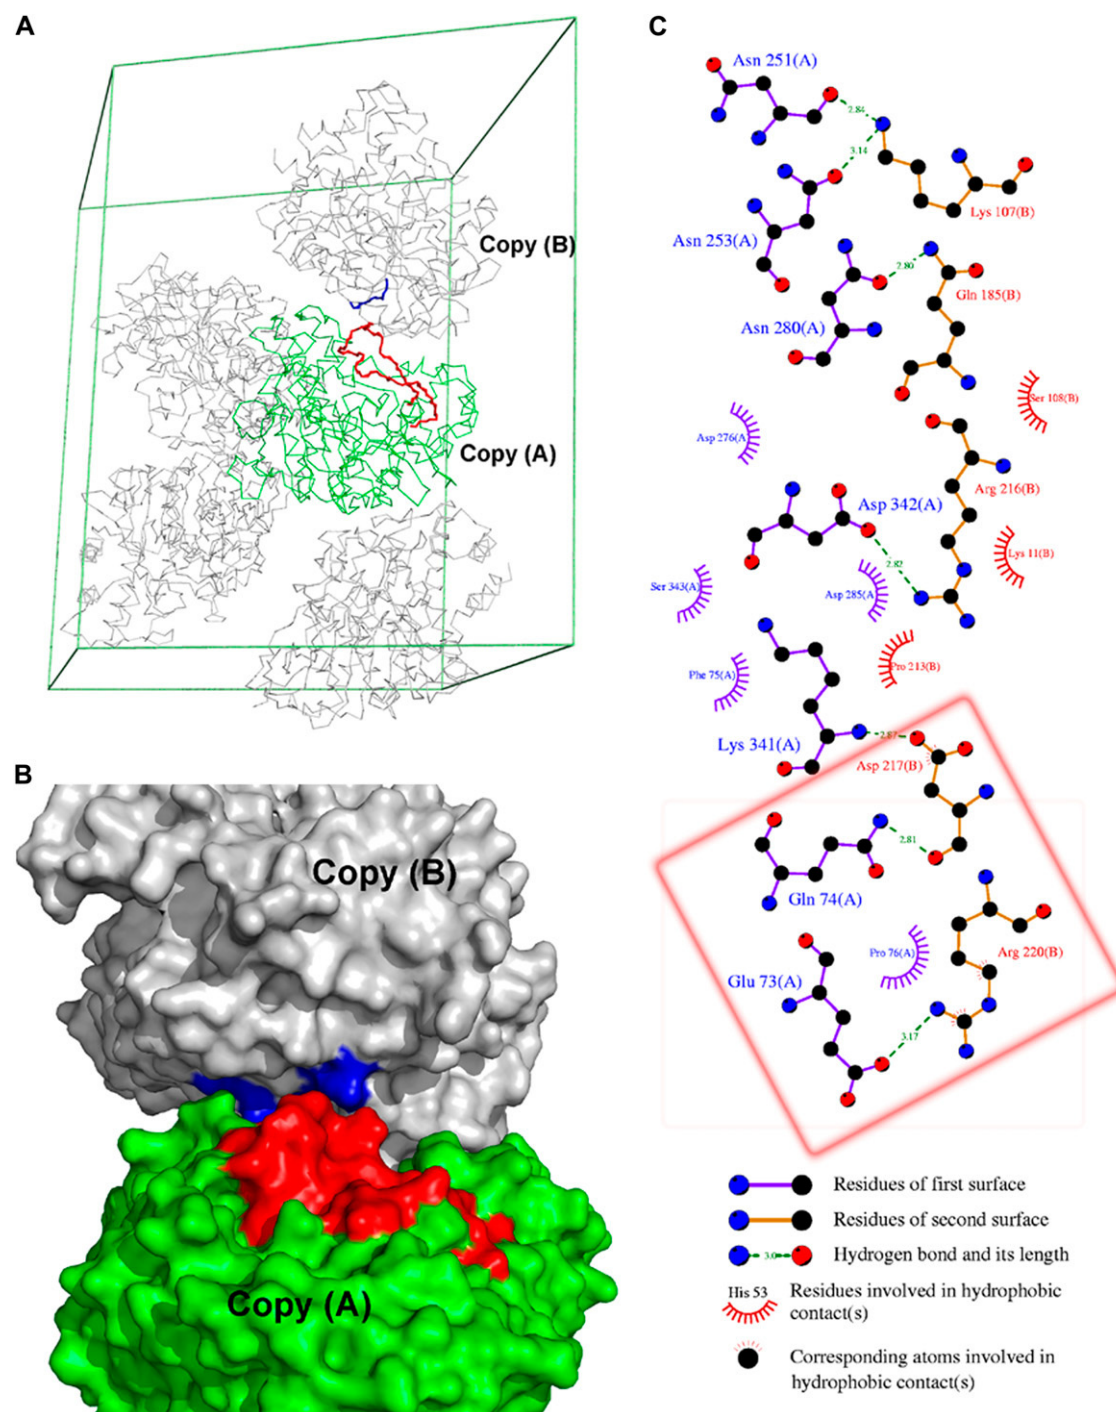 A
Copy (B)
Copy (A)
B
Copy (B)
Copy (A)
C
Asn 251(A)
2.84
3.14
Lys 107(B)
Asn 253(A)
2.80
Gln 185(B)
Asn 280(A)
Ser 108(B)
Asp 276(A
Arg 216(B)
Asp 342(A)
2.82
Lys 11(B)
Ser 343(A)
Asp 285(A
Pro 213(B)
Phe 75(A)
Lys 341(A)
2.87
Asp 217(B)
2.81
Gln 74(A)
Pro 76(A)
Arg 220(B)
Glu 73(A)
3.17
Residues of first surface
Residues of second surface
3.0
Hydrogen bond and its length
His 53
Residues involved in hydrophobic
contact(s)
Corresponding atoms involved in
hydrophobic contact(s)